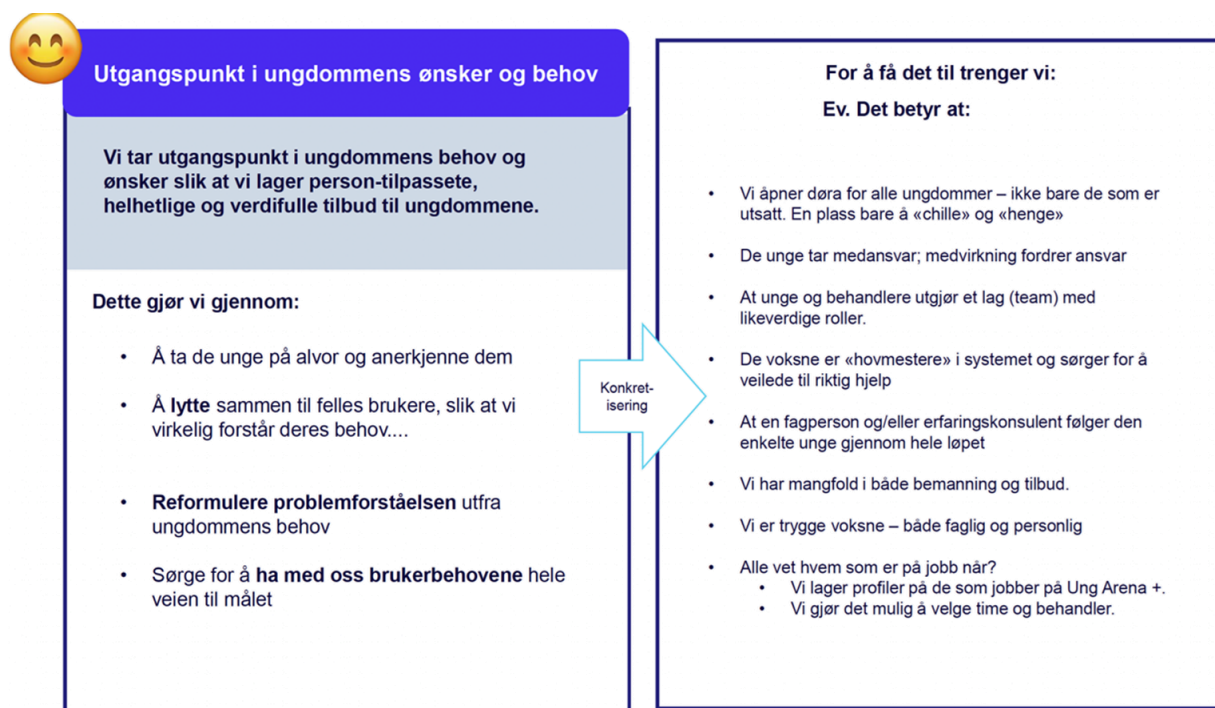 Utgangspunkt i ungdommens ønsker og behov
Vi tar utgangspunkt i ungdommens behov og
ønsker slik at vi lager person-tilpassete,
helhetlige og verdifulle tilbud til ungdommene.
Dette gjør vi gjennom:
• Å ta de unge på alvor og anerkjenne dem
• Å lytte sammen til felles brukere, slik at vi
virkelig forstår deres behov....
• Reformulere problemforståelsen utfra
ungdommens behov
• Sørge for å ha med oss brukerbehovene hele
veien til målet
Konkret-
isering
For å få det til trenger vi:
Ev. Det betyr at:
• Vi åpner døra for alle ungdommer – ikke bare de som er
utsatt. En plass bare å «chille» og «henge»
• De unge tar medansvar; medvirkning fordrer ansvar
• At unge og behandlere utgjør et lag (team) med
likeverdige roller.
• De voksne er «hovmestere» i systemet og sørger for å
veilede til riktig hjelp
• At en fagperson og/eller erfaringskonsulent følger den
enkelte unge gjennom hele løpet
• Vi har mangfold i både bemanning og tilbud.
• Vi er trygge voksne – både faglig og personlig
• Alle vet hvem som er på jobb når?
• Vi lager profiler på de som jobber på Ung Arena +.
• Vi gjør det mulig å velge time og behandler.